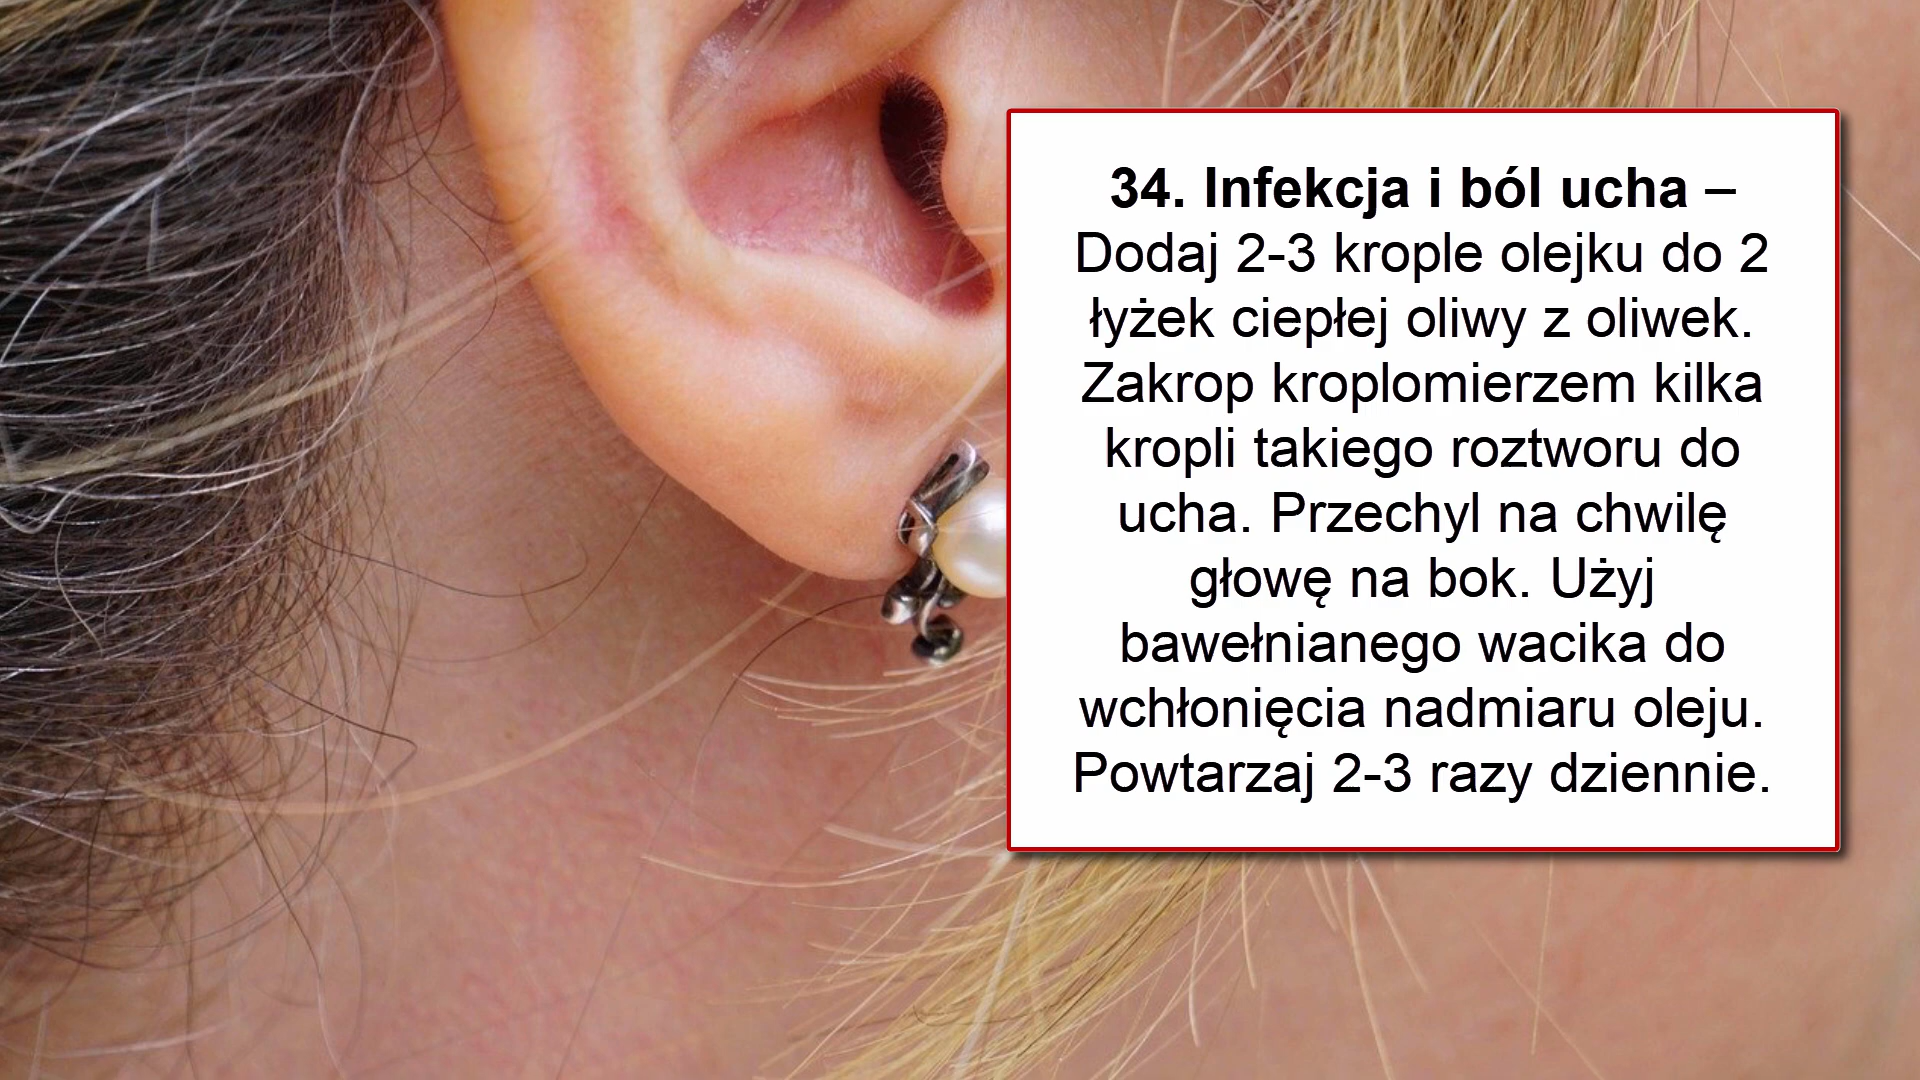 34. Infekcja i ból ucha –
Dodaj 2-3 krople olejku do 2
łyżek ciepłej oliwy z oliwek.
Zakrop kroplomierzem kilka
kropli takiego roztworu do
ucha. Przechyl na chwilę
głowę na bok. Użyj
bawełnianego wacika do
wchłonięcia nadmiaru oleju.
Powtarzaj 2-3 razy dziennie.